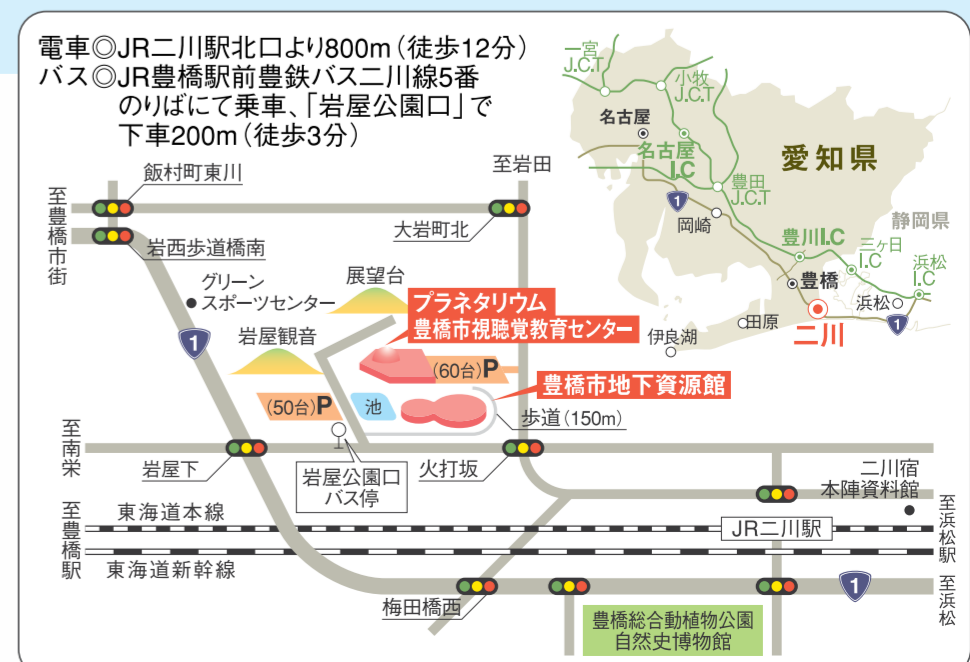 電車◎JR二川駅北口より800m（徒歩12分）
バス◎JR豊橋駅前豊鉄バス二川線5番
のりばにて乗車、「岩屋公園口」で
下車200m（徒歩3分）
一宮
J.C.T
小牧
J.C.T
名古屋
名古屋
I.C
愛知県
豊田
J.C.T
1
岡崎
静岡県
豊川I.C
三ヶ日
I.C
浜松
I.C
豊橋
浜松
1
田原
二川
伊良湖
至岩田
飯村町東川
至豊橋市街
大岩町北
岩西歩道橋南
グリーン
スポーツセンター
展望台
プラネタリウム
豊橋市視聴覚教育センター
1
岩屋観音
(60台)P
豊橋市地下資源館
(50台)P
池
歩道(150m)
至南栄
岩屋下
岩屋公園口
バス停
火打坂
二川宿
本陣資料館
至豊橋駅
東海道本線
JR二川駅
至浜松駅
東海道新幹線
梅田橋西
1
至浜松
豊橋総合動植物公園
自然史博物館